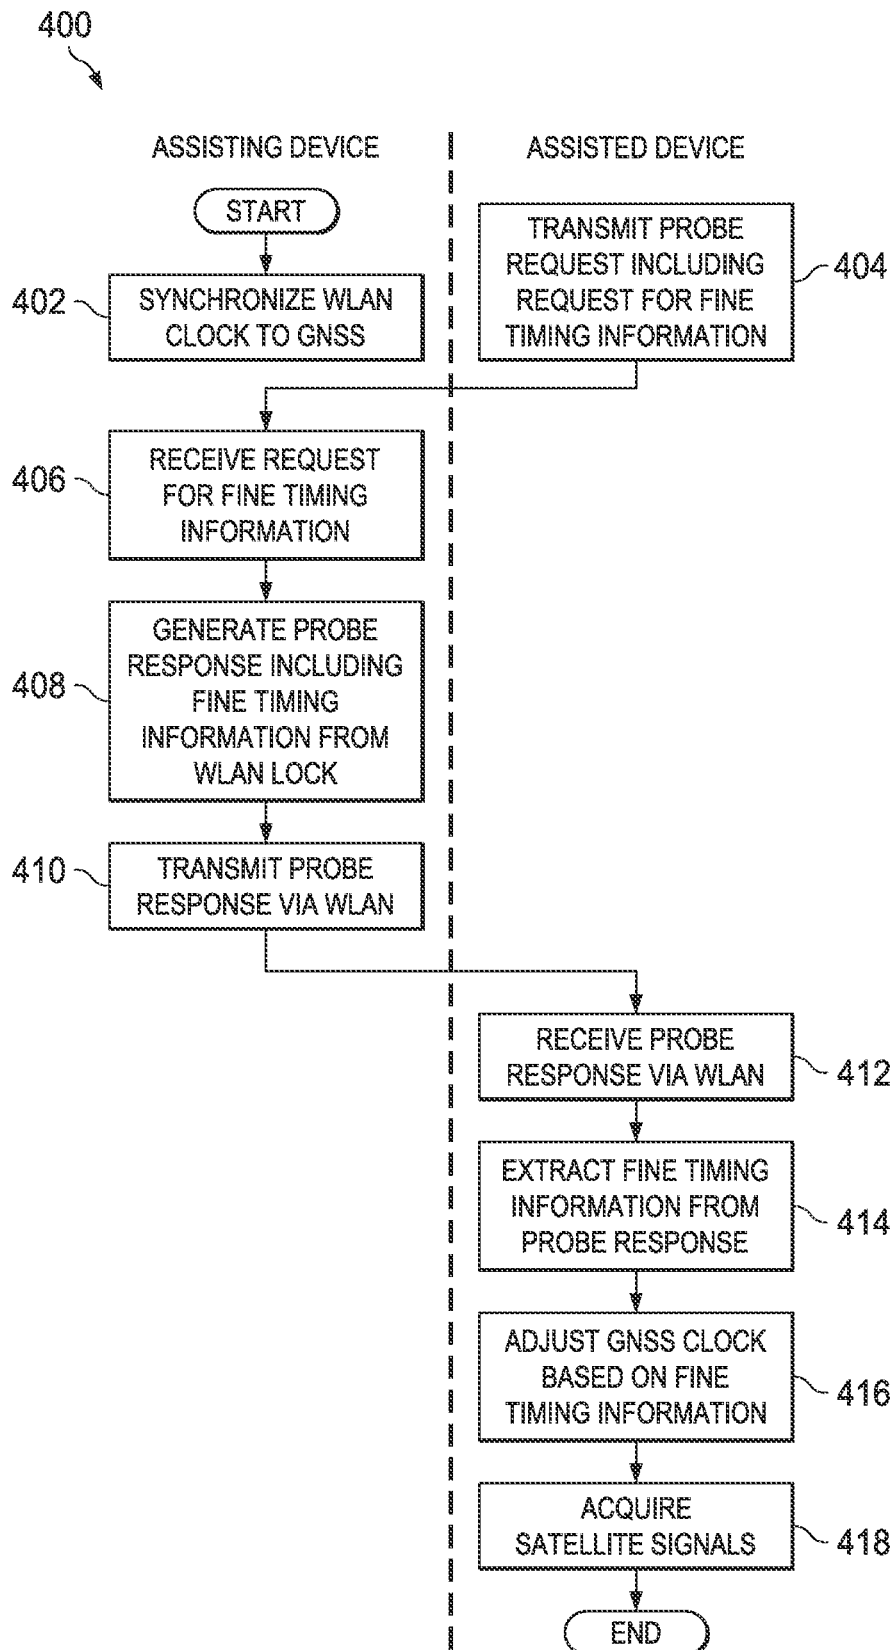 400
ASSISTING DEVICE
ASSISTED DEVICE
START
402
SYNCHRONIZE WLAN
CLOCK TO GNSS
TRANSMIT PROBE
REQUEST INCLUDING
REQUEST FOR FINE
TIMING INFORMATION
404
406
RECEIVE REQUEST
FOR FINE TIMING
INFORMATION
408
GENERATE PROBE
RESPONSE INCLUDING
FINE TIMING
INFORMATION FROM
WLAN LOCK
410
TRANSMIT PROBE
RESPONSE VIA WLAN
RECEIVE PROBE
RESPONSE VIA WLAN
412
EXTRACT FINE TIMING
INFORMATION FROM
PROBE RESPONSE
414
ADJUST GNSS CLOCK
BASED ON FINE
TIMING INFORMATION
416
ACQUIRE
SATELLITE SIGNALS
418
END